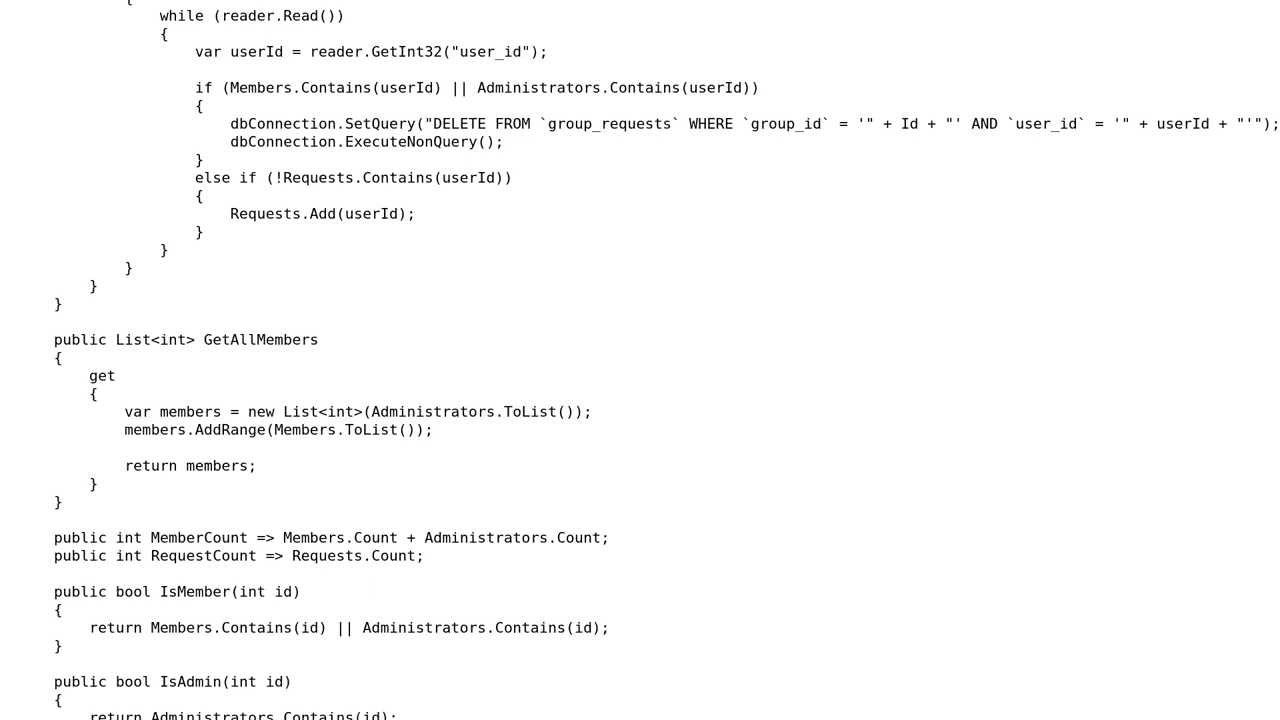 {
while (reader.Read())
{
var userId = reader.GetInt32("user_id");
if (Members.Contains(userId) || Administrators.Contains(userId))
{
dbConnection.SetQuery("DELETE FROM `group_requests` WHERE `group_id` = '" + Id + "' AND `user_id` = '" + userId + "'");
dbConnection.ExecuteNonQuery();
}
else if (!Requests.Contains(userId))
{
Requests.Add(userId);
}
}
}
}
}
public List<int> GetAllMembers
{
get
{
var members = new List<int>(Administrators.ToList());
members.AddRange(Members.ToList());
return members;
}
}
public int MemberCount => Members.Count + Administrators.Count;
public int RequestCount => Requests.Count;
public bool IsMember(int id)
{
return Members.Contains(id) || Administrators.Contains(id);
}
public bool IsAdmin(int id)
{
return Administrators.Contains(id);